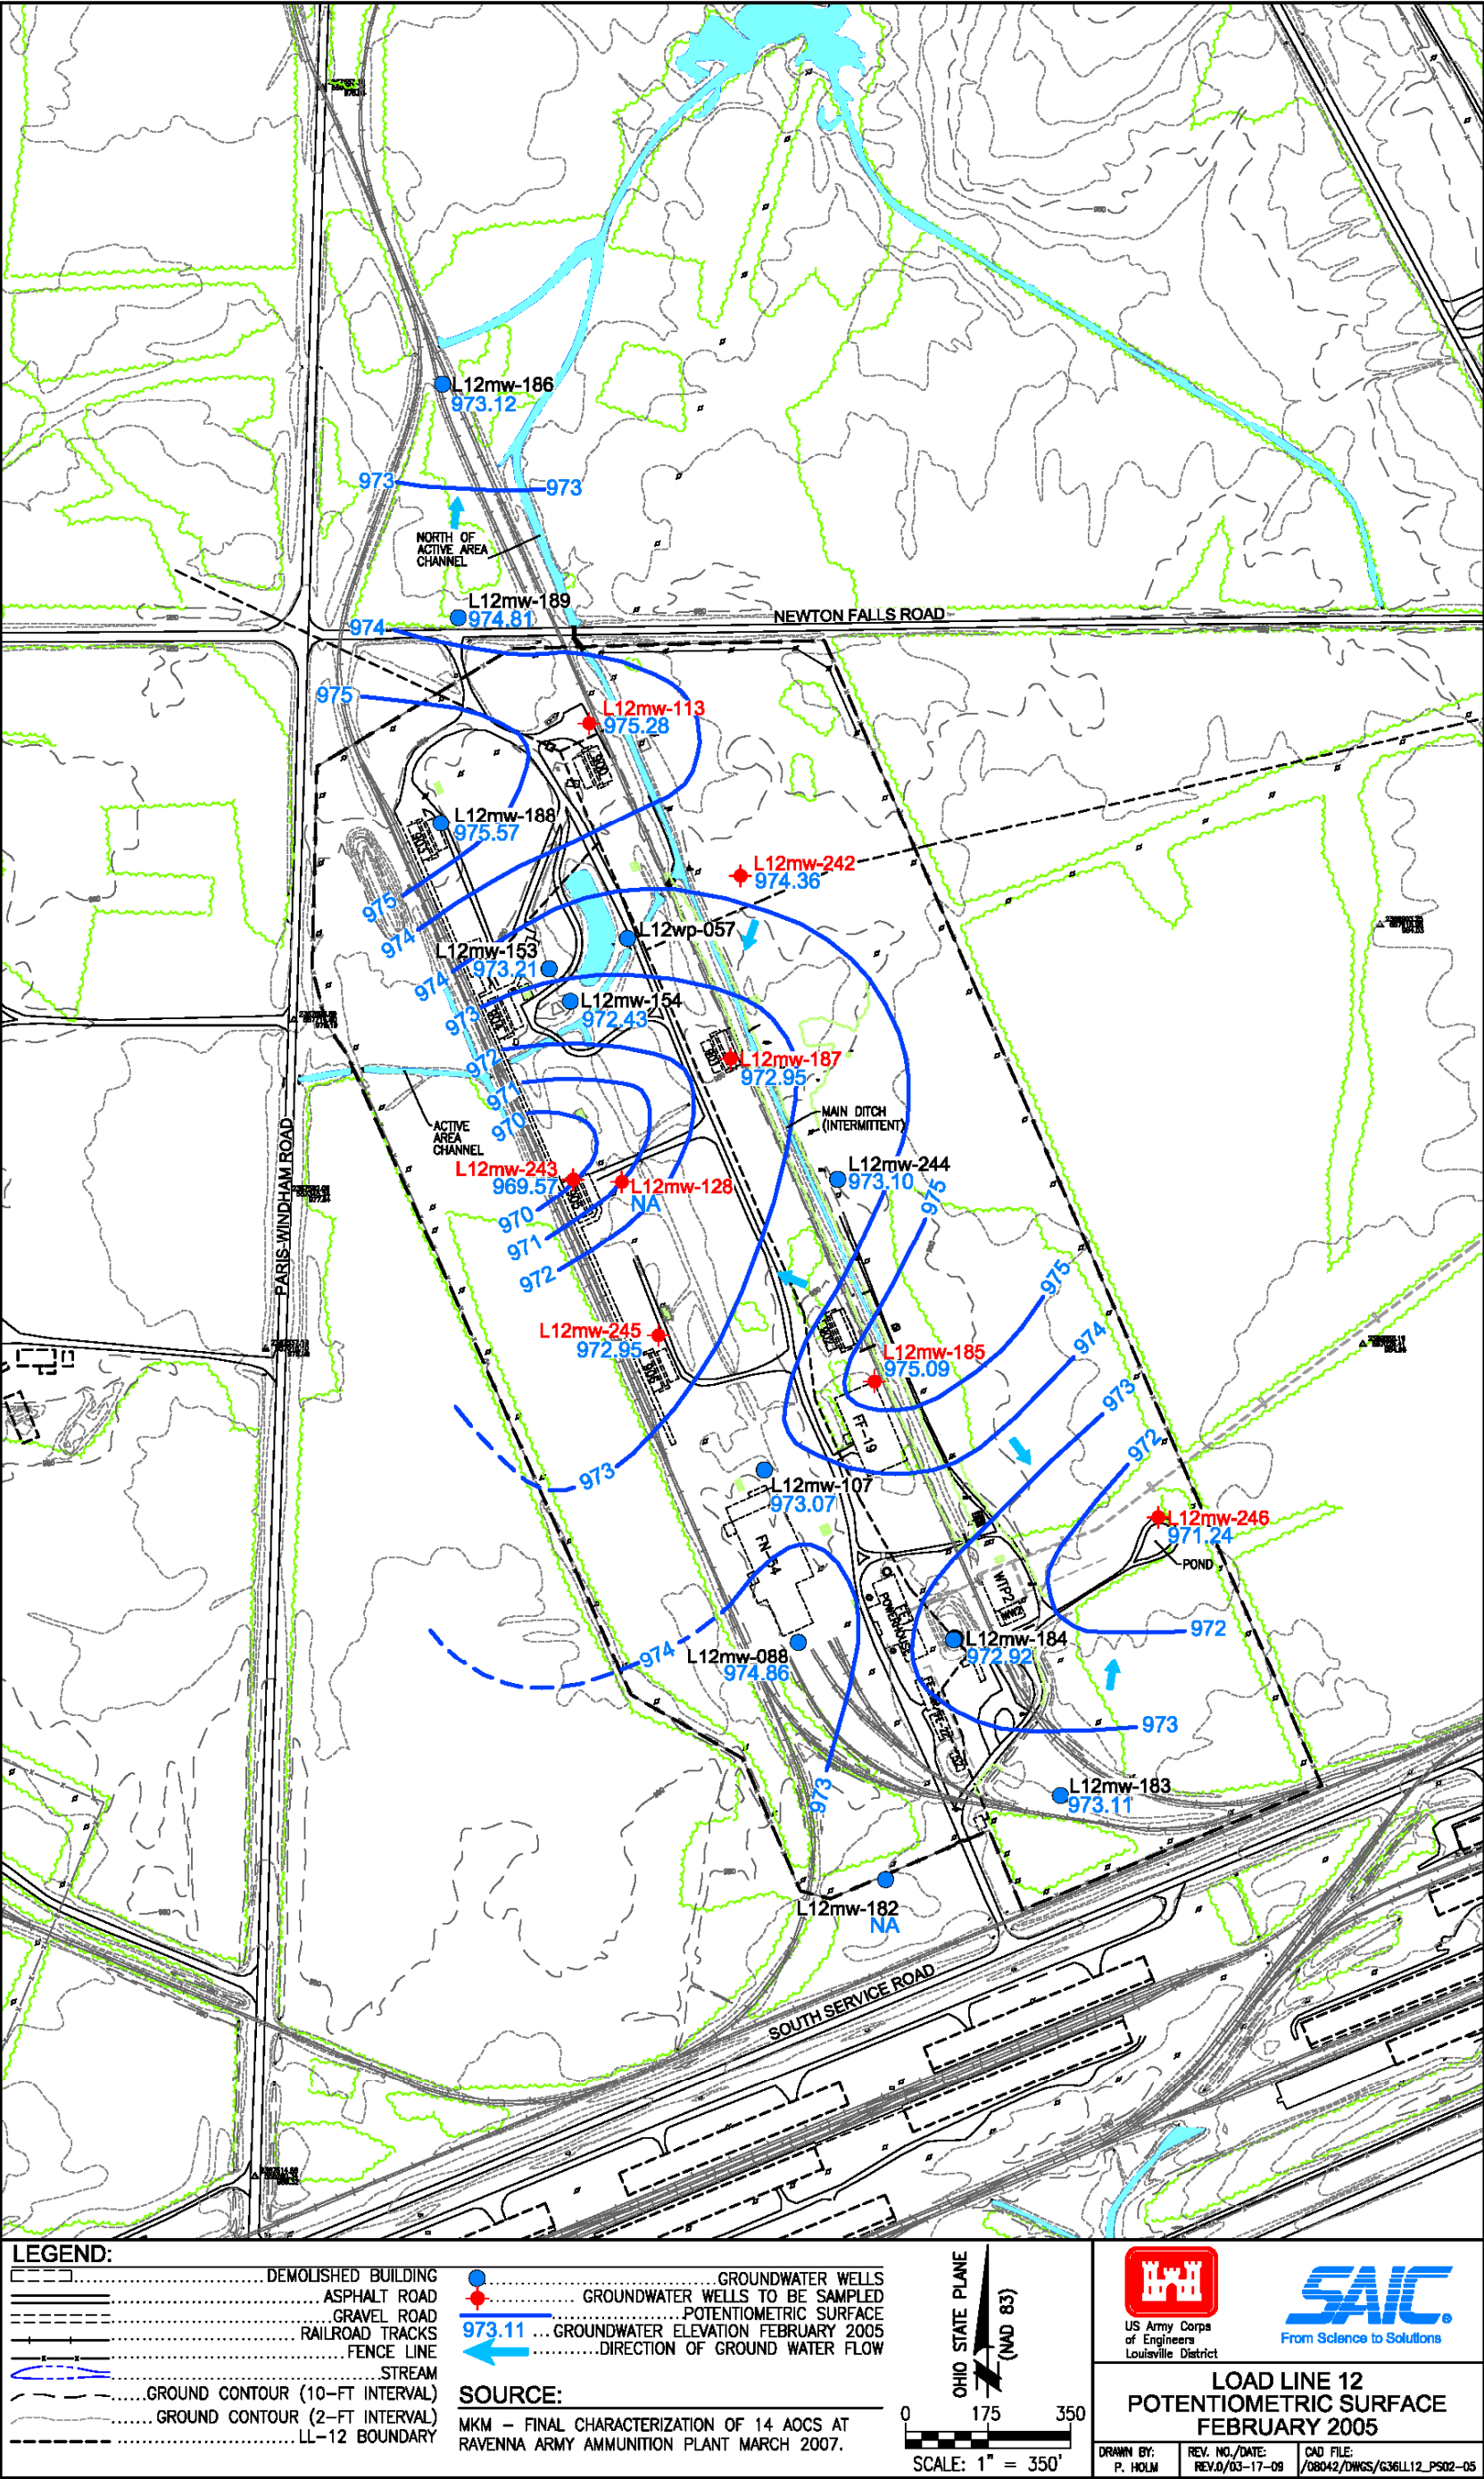 L12mw-186
973.12
973
973
NORTH OF
ACTIVE AREA
CHANNEL
L12mw-189
974.81
NEWTON FALLS ROAD
974
975
L12mw-113
975.28
908
L12mw-188
975.57
903
L12mw-242
974.36
975
974
L12wp-057
L12mw-153
973.21
974
L12mw-154
972.43
973
904
972
L12mw-187
972.95
901
971
970
MAIN DITCH
(INTERMITTENT)
ACTIVE
AREA
CHANNEL
PARIS-WINDHAM ROAD
L12mw-243
969.57
905
L12mw-128
NA
L12mw-244
973.10
975
970
971
972
975
L12mw-245
972.95
906
902
974
L12mw-185
975.09
973
FF-19
972
973
L12mw-107
973.07
L12mw-246
971.24
POND
FN-54
WTP2
WW2
FE-17
POWERHOUSE
972
L12mw-184
972.92
974
L12mw-088
974.86
973
973
L12mw-183
973.11
L12mw-182
NA
SOUTH SERVICE ROAD
LEGEND:
DEMOLISHED BUILDING
ASPHALT ROAD
GRAVEL ROAD
RAILROAD TRACKS
FENCE LINE
STREAM
GROUND CONTOUR (10-FT INTERVAL)
GROUND CONTOUR (2-FT INTERVAL)
LL-12 BOUNDARY
GROUNDWATER WELLS
GROUNDWATER WELLS TO BE SAMPLED
POTENTIOMETRIC SURFACE
973.11 ... GROUNDWATER ELEVATION FEBRUARY 2005
DIRECTION OF GROUND WATER FLOW
SOURCE:
MKM - FINAL CHARACTERIZATION OF 14 AOCS AT
RAVENNA ARMY AMMUNITION PLANT MARCH 2007.
OHIO STATE PLANE
(NAD 83)
0 175 350
SCALE: 1" = 350'
US Army Corps
of Engineers
Louisville District
SAIC®
From Science to Solutions
LOAD LINE 12
POTENTIOMETRIC SURFACE
FEBRUARY 2005
DRAWN BY:
P. HOLM
REV. NO./DATE:
REV.0/03-17-09
CAD FILE:
/08042/DWGS/G36LL12_PS02-05